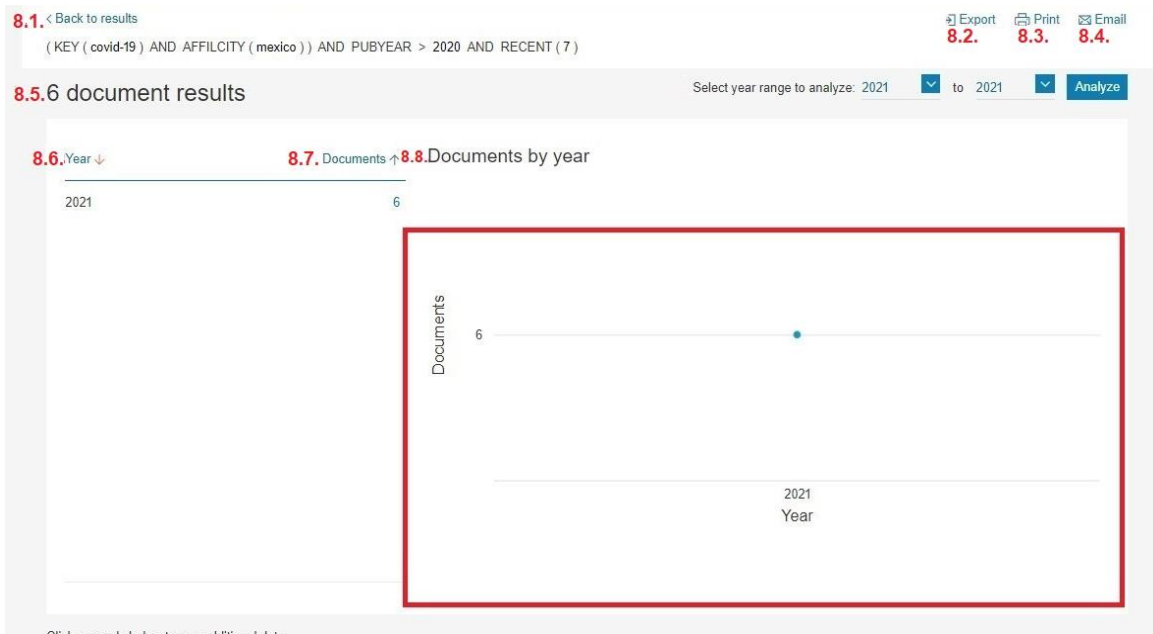 8.1. < Back to results
Export Print Email
8.2. 8.3. 8.4.
( KEY ( covid-19 ) AND AFFILCITY ( mexico ) ) AND PUBYEAR > 2020 AND RECENT ( 7 )
8.5. 6 document results
Select year range to analyze: 2021 to 2021 Analyze
8.6. Year ↓ 8.7. Documents ↑ 8.8. Documents by year
2021 6
Documents
6
2021
Year